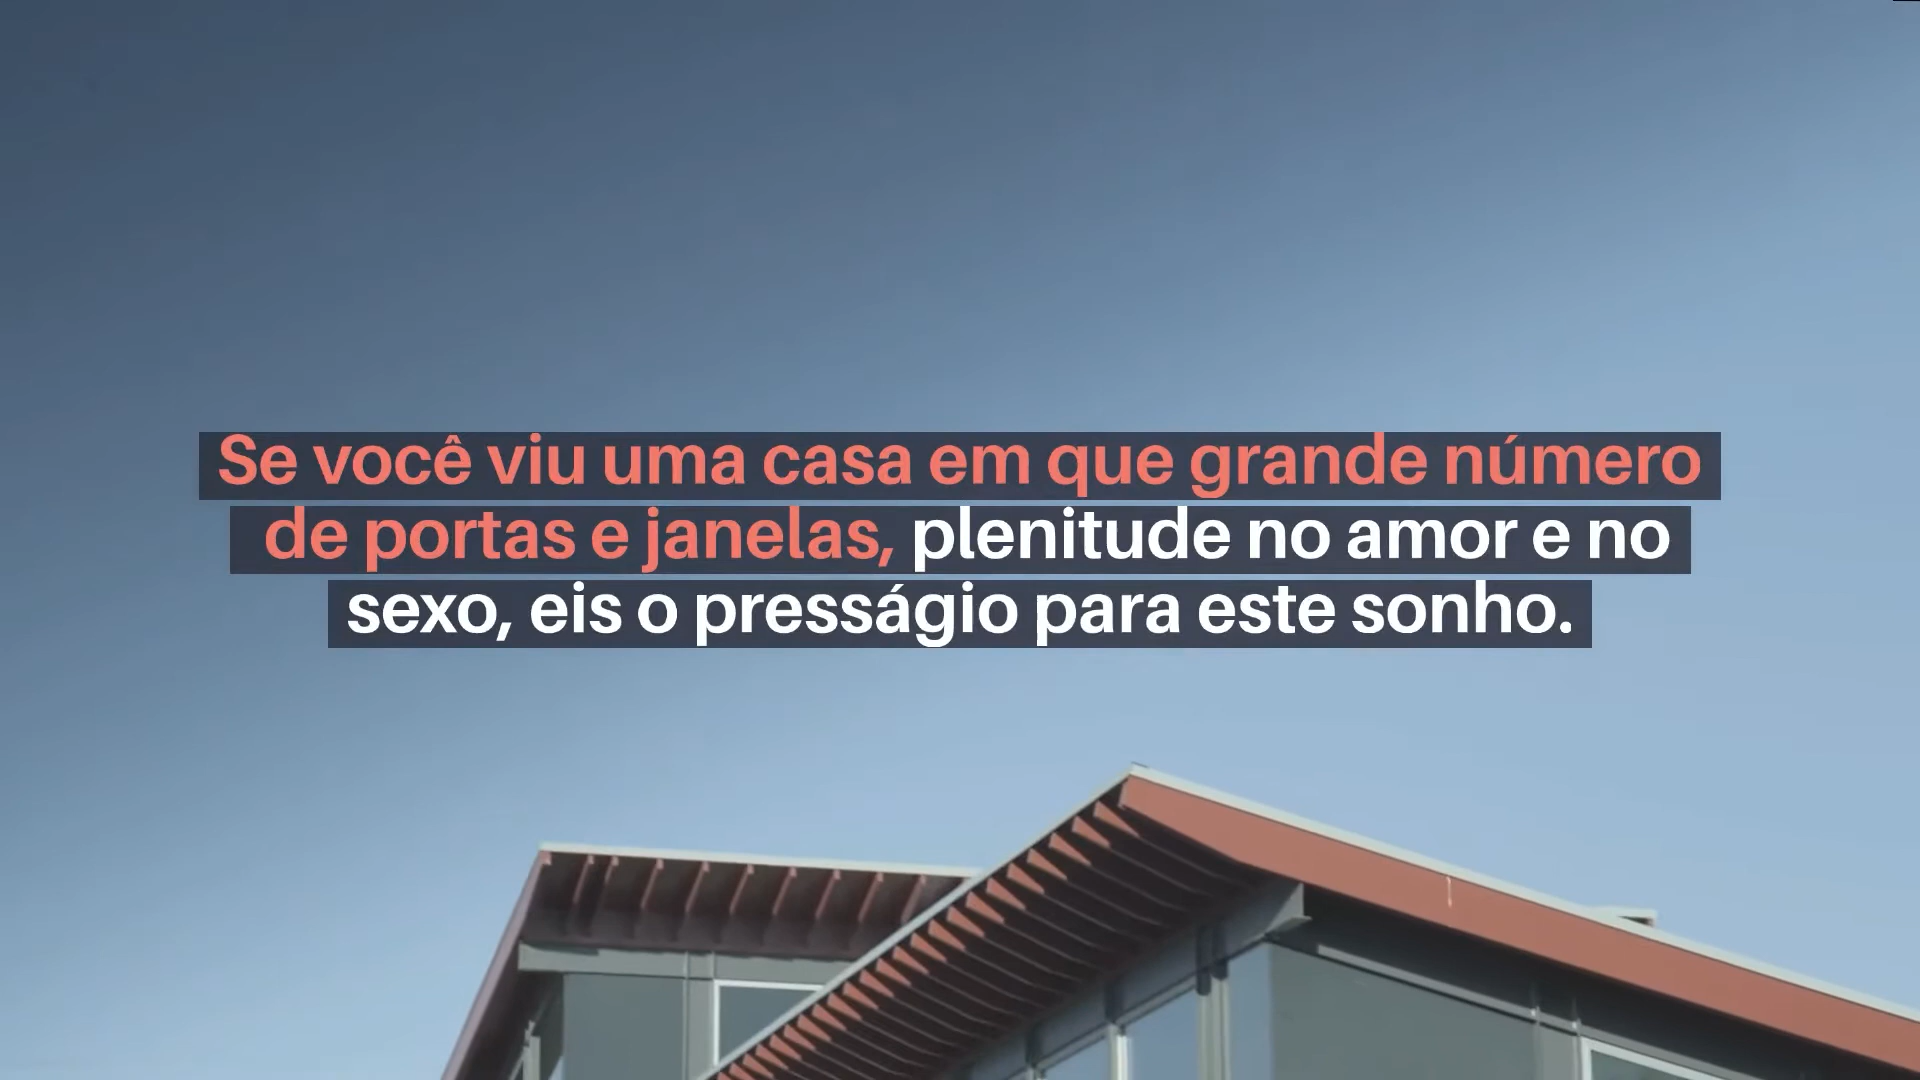 Se você viu uma casa em que grande número
de portas e janelas, plenitude no amor e no
sexo, eis o presságio para este sonho.